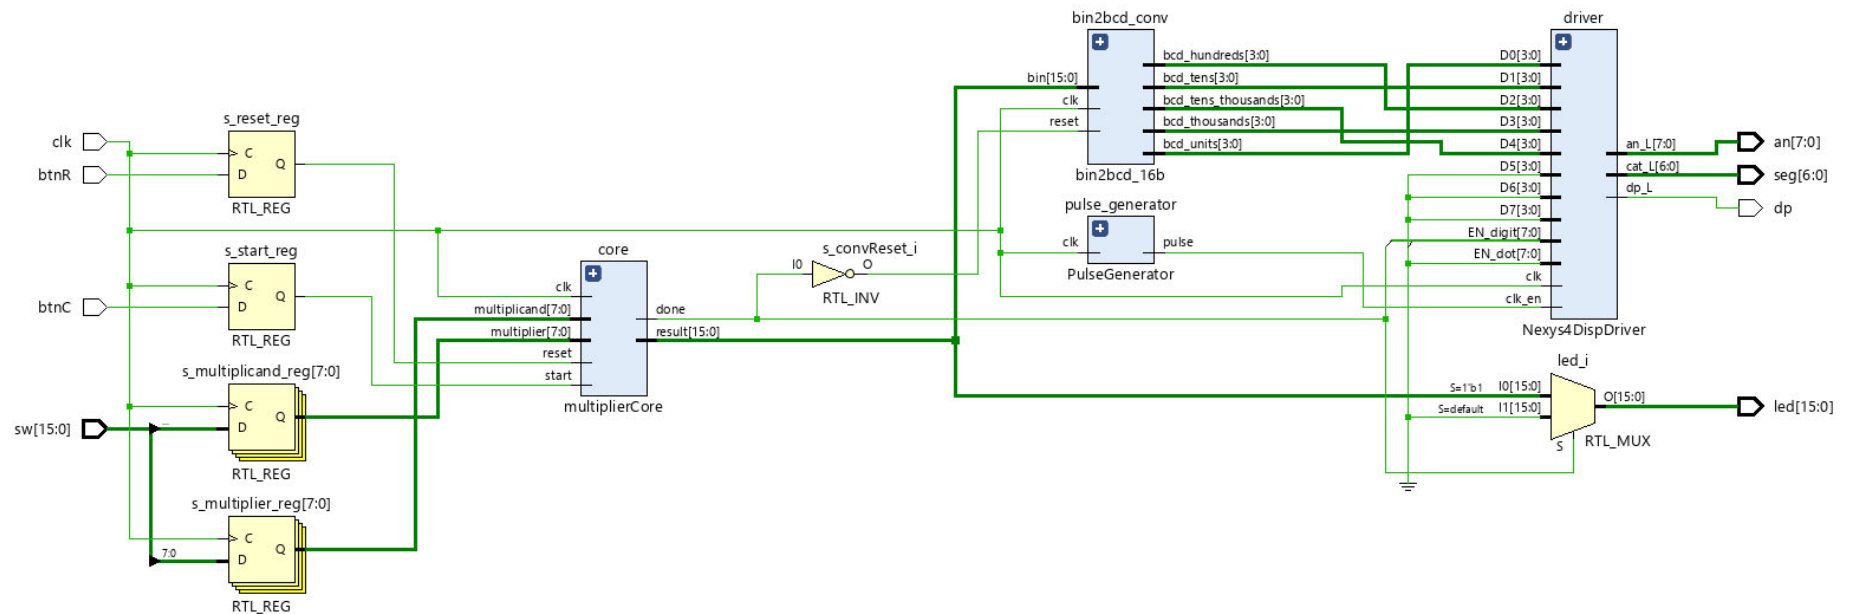 clk
btnR
btnC
sw[15:0]
s_reset_reg
C
D
Q
RTL_REG
s_start_reg
C
D
Q
RTL_REG
s_multiplicand_reg[7:0]
C
D
Q
RTL_REG
s_multiplier_reg[7:0]
7:0
C
D
Q
RTL_REG
core
clk
multiplicand[7:0]
multiplier[7:0]
reset
start
done
result[15:0]
multiplierCore
s_convReset_i
I0
O
RTL_INV
bin2bcd_conv
bin[15:0]
clk
reset
bcd_hundreds[3:0]
bcd_tens[3:0]
bcd_tens_thousands[3:0]
bcd_thousands[3:0]
bcd_units[3:0]
bin2bcd_16b
pulse_generator
clk
pulse
PulseGenerator
driver
D0[3:0]
D1[3:0]
D2[3:0]
D3[3:0]
D4[3:0]
D5[3:0]
D6[3:0]
D7[3:0]
EN_digit[7:0]
EN_dot[7:0]
clk
clk_en
an_L[7:0]
cat_L[6:0]
dp_L
Nexys4DispDriver
led_i
S=1'b1 I0[15:0]
S=default I1[15:0]
S
O[15:0]
RTL_MUX
an[7:0]
seg[6:0]
dp
led[15:0]